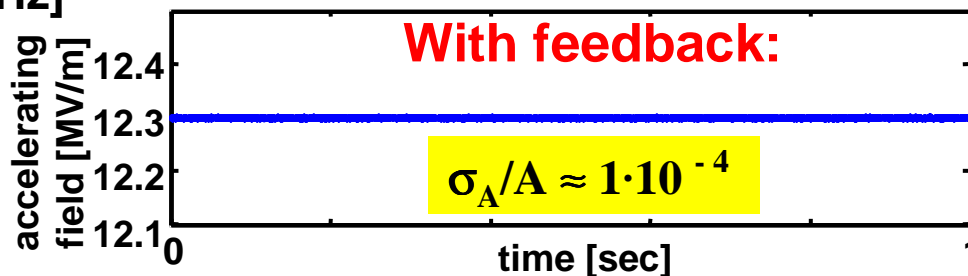 With feedback:
accelerating
field [MV/m]
12.4
12.3
12.2
12.1
σA/A ≈ 1·10 - 4
0
time [sec]